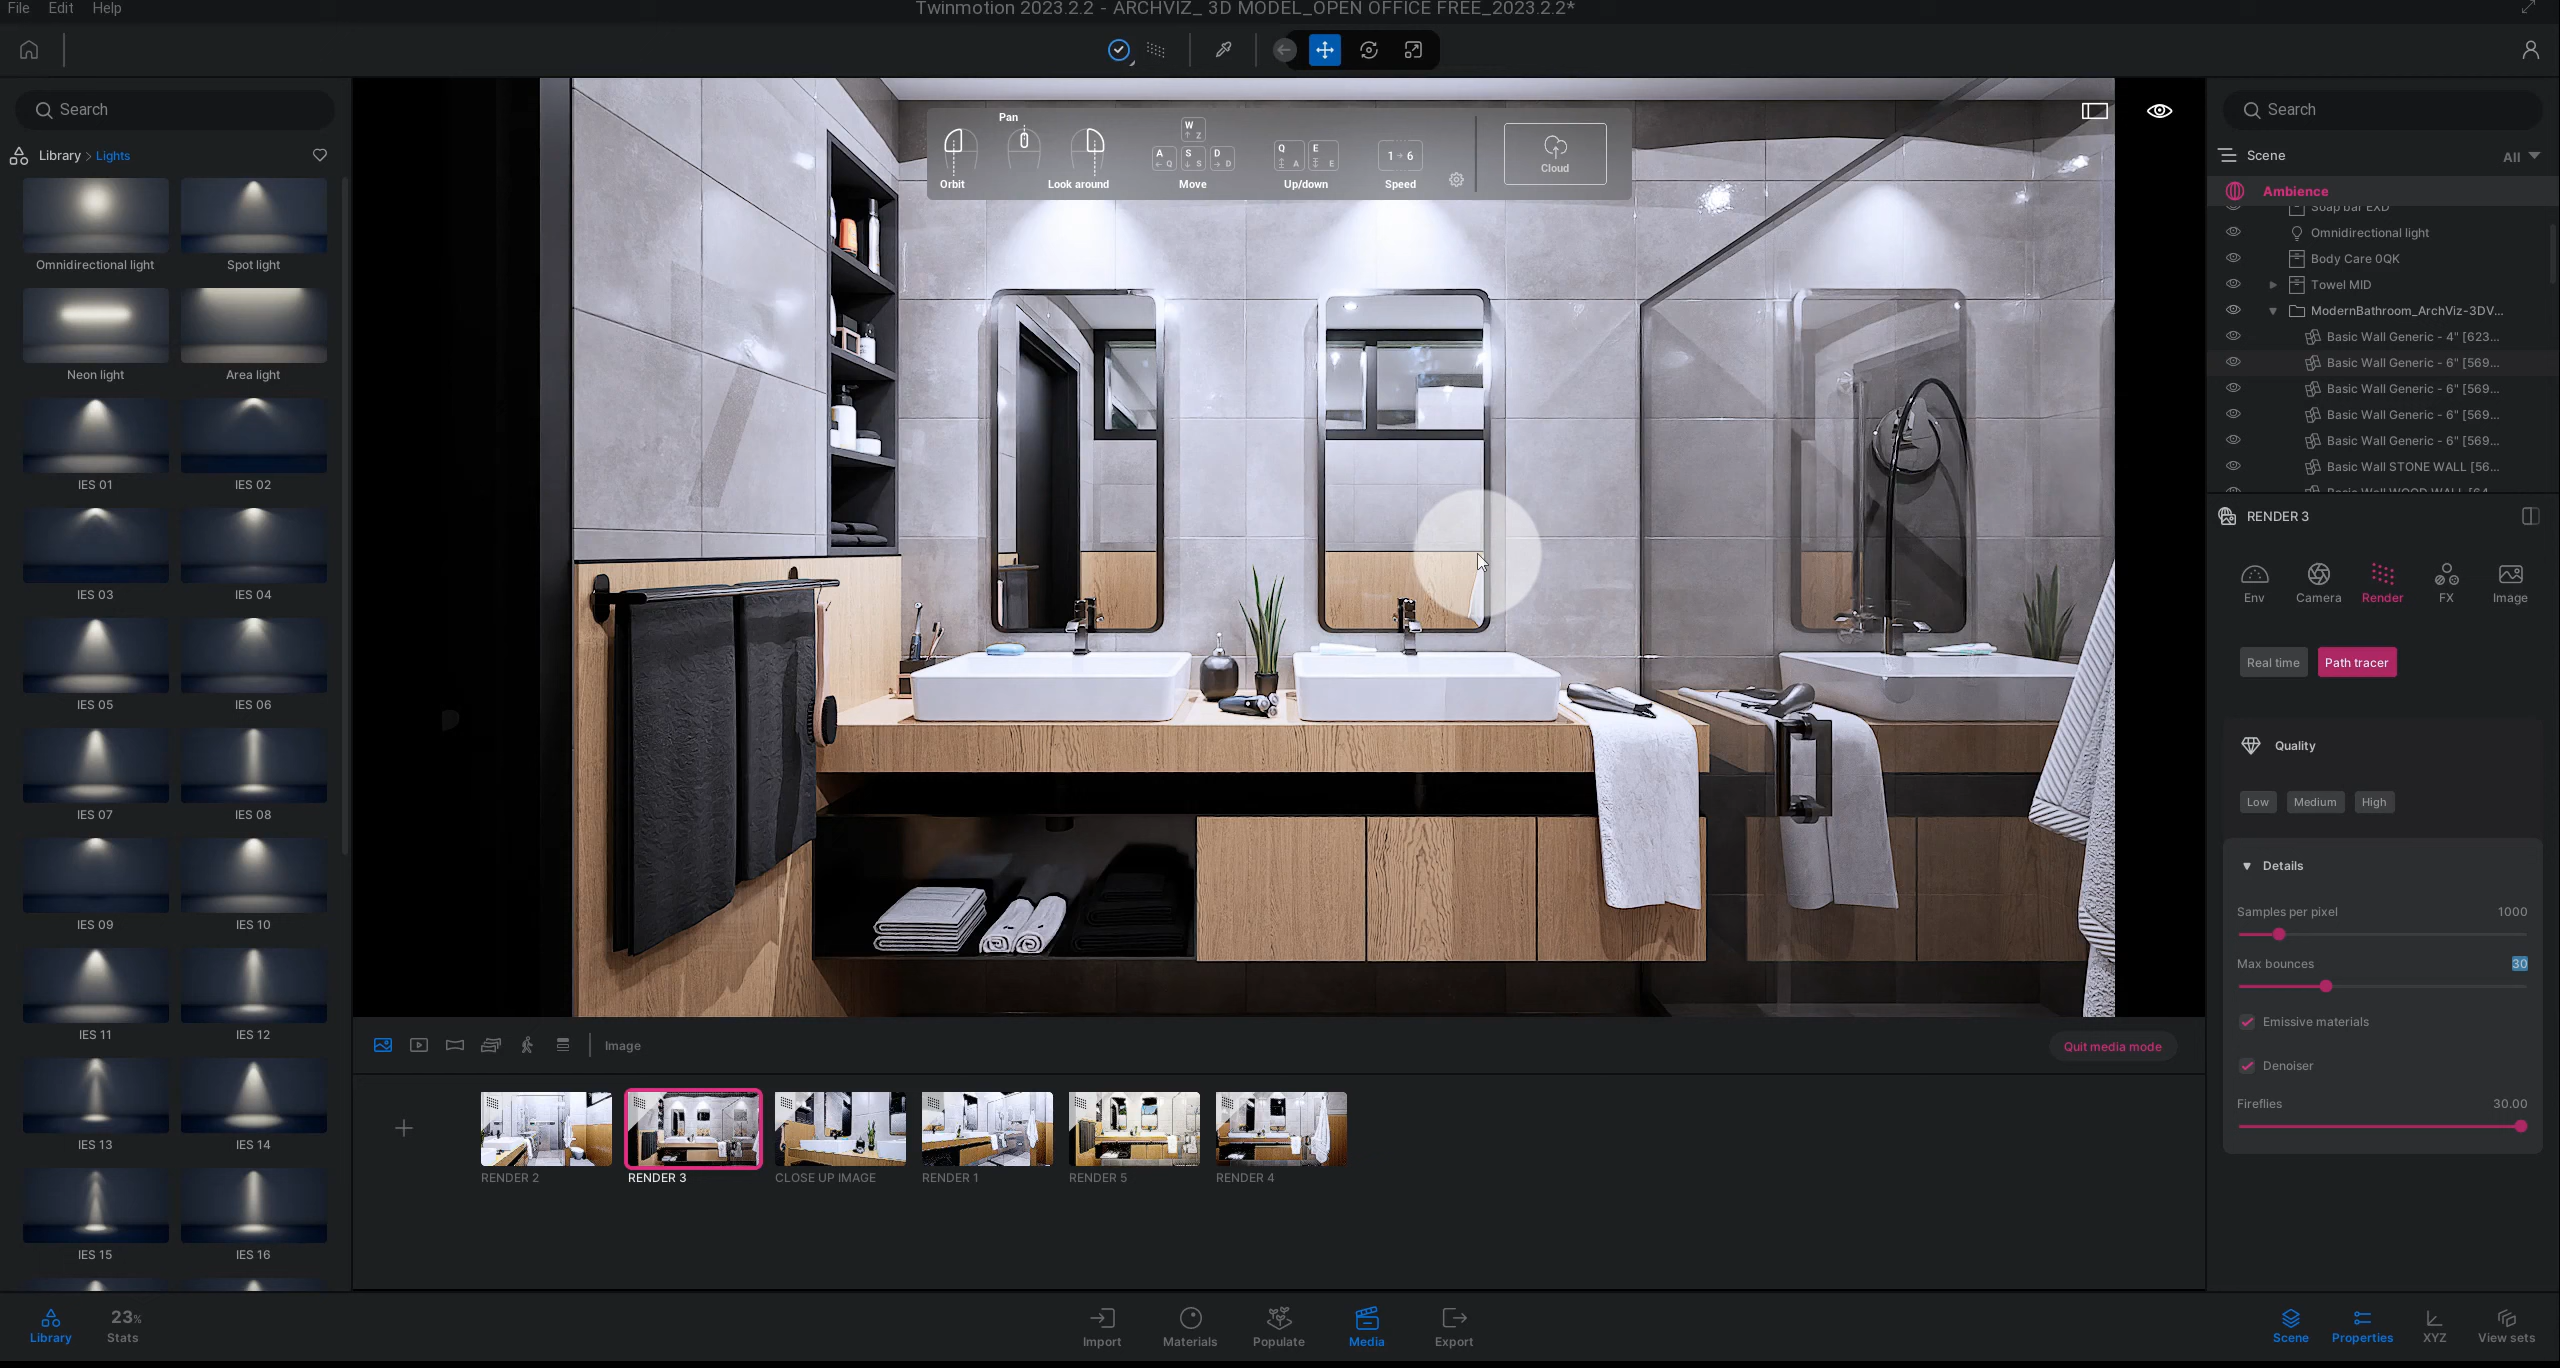 File Edit Help
Twinmotion 2023.2.2 - ARCHVIZ_ 3D MODEL_OPEN OFFICE FREE_2023.2.2*
Search
Library > Lights
Omnidirectional light
Spot light
Neon light
Area light
IES 01
IES 02
IES 03
IES 04
IES 05
IES 06
IES 07
IES 08
IES 09
IES 10
IES 11
IES 12
IES 13
IES 14
IES 15
IES 16
Pan
Orbit
Look around
W
Z
A
Q
S
S
D
D
Move
Q
A
E
E
Up/down
1 - 6
Speed
Cloud
Search
Scene
All
Ambience
Soap bar EXD
Omnidirectional light
Body Care 0QK
Towel MID
ModernBathroom_ArchViz-3DV...
Basic Wall Generic - 4" [623...
Basic Wall Generic - 6" [569...
Basic Wall Generic - 6" [569...
Basic Wall Generic - 6" [569...
Basic Wall Generic - 6" [569...
Basic Wall STONE WALL [56...
Basic Wall WOOD WALL [64...
RENDER 3
Env
Camera
Render
FX
Image
Real time
Path tracer
Quality
Low
Medium
High
Details
Samples per pixel 1000
Max bounces 30
Emissive materials
Denoiser
Fireflies 30.00
Image
Quit media mode
RENDER 2
RENDER 3
CLOSE UP IMAGE
RENDER 1
RENDER 5
RENDER 4
Library
23%
Stats
Import
Materials
Populate
Media
Export
Scene
Properties
XYZ
View sets